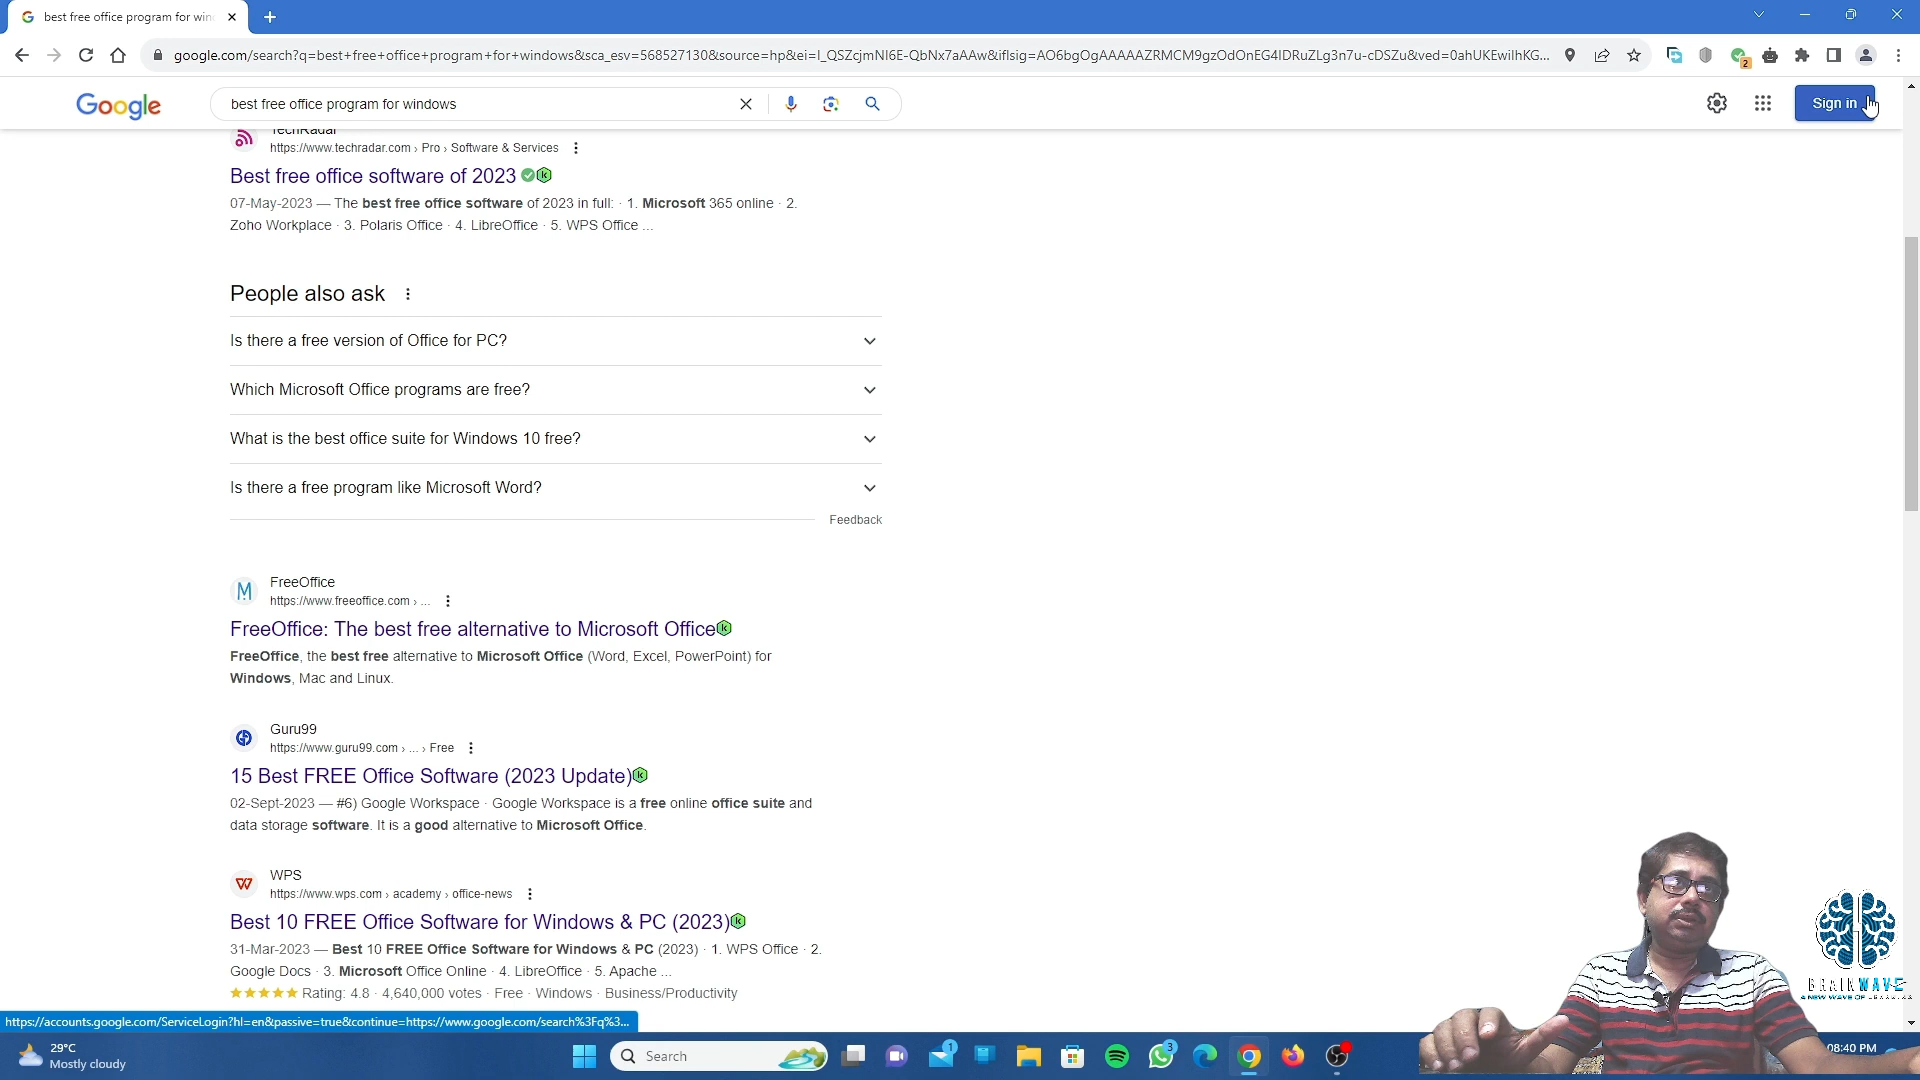 best free office program for win
google.com/search?q=best+free+office+program+for+windows&sca_esv=568527130&source=hp&ei=I_QSZcjmNI6E-QbNx7aAAw&iflsig=AO6bgOgAAAAAZRMCM9gzOdOnEG4IDRuZLg3n7u-cDSZu&ved=0ahUKEwilhKG...
2
Google
best free office program for windows
Sign in
TechRadar
https://www.techradar.com › Pro › Software & Services
Best free office software of 2023
07-May-2023 — The best free office software of 2023 in full: · 1. Microsoft 365 online · 2.
Zoho Workplace · 3. Polaris Office · 4. LibreOffice · 5. WPS Office ...
People also ask
Is there a free version of Office for PC?
Which Microsoft Office programs are free?
What is the best office suite for Windows 10 free?
Is there a free program like Microsoft Word?
Feedback
FreeOffice
https://www.freeoffice.com › ...
FreeOffice: The best free alternative to Microsoft Office
FreeOffice, the best free alternative to Microsoft Office (Word, Excel, PowerPoint) for
Windows, Mac and Linux.
Guru99
https://www.guru99.com › ... › Free
15 Best FREE Office Software (2023 Update)
02-Sept-2023 — #6) Google Workspace · Google Workspace is a free online office suite and
data storage software. It is a good alternative to Microsoft Office.
WPS
https://www.wps.com › academy › office-news
Best 10 FREE Office Software for Windows & PC (2023)
31-Mar-2023 — Best 10 FREE Office Software for Windows & PC (2023) · 1. WPS Office · 2.
Google Docs · 3. Microsoft Office Online · 4. LibreOffice · 5. Apache ...
Rating: 4.8 · 4,640,000 votes · Free · Windows · Business/Productivity
BRAINWAVE
A NEW WAVE OF LEARNING
https://accounts.google.com/ServiceLogin?hl=en&passive=true&continue=https://www.google.com/search%3Fq%3...
29°C
Mostly cloudy
Search
1
3
08:40 PM